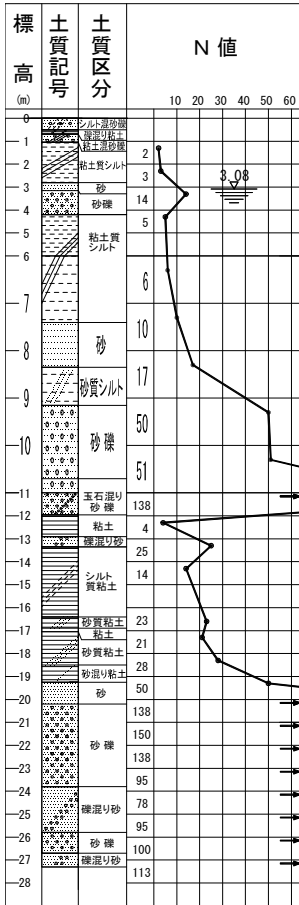 標高(m)
土質記号
土質区分
N 値
10 20 30 40 50 60
0
シルト混砂礫
礫混り粘土
−1
粘土混砂礫
2
−2
粘土質シルト
3
3.08
−3
砂
14
砂礫
−4
5
粘土質
シルト
−5
−6
6
−7
10
砂
−8
17
砂質シルト
−9
50
砂礫
−10
51
−11
玉石混り
砂礫
138
−12
粘土
4
−13
礫混り砂
25
−14
シルト
質粘土
14
−15
−16
砂質粘土
23
−17
粘土
21
砂質粘土
−18
28
砂混り粘土
−19
砂
50
−20
138
−21
150
砂礫
−22
138
−23
95
−24
礫混り砂
78
−25
95
−26
砂礫
100
−27
礫混り砂
113
−28